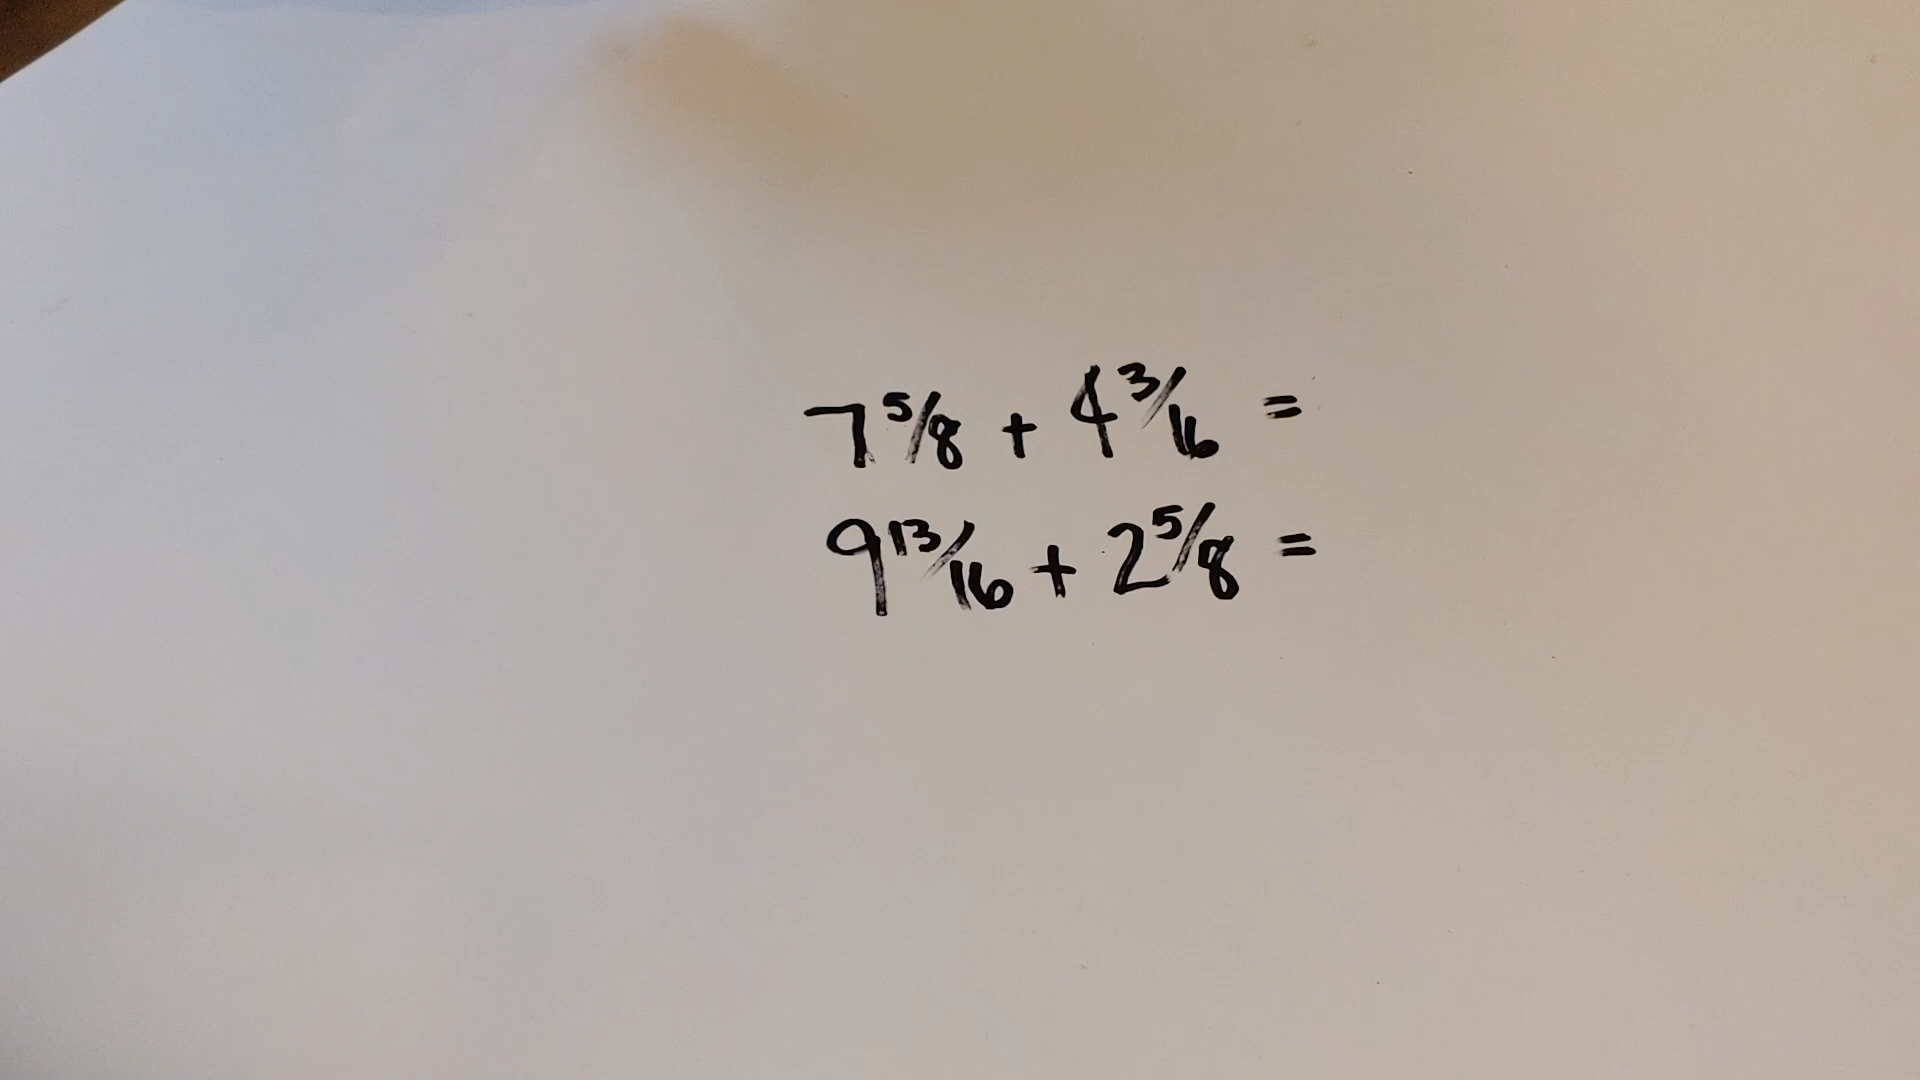 7 5/8 + 4 3/16 =
9 13/16 + 2 5/8 =